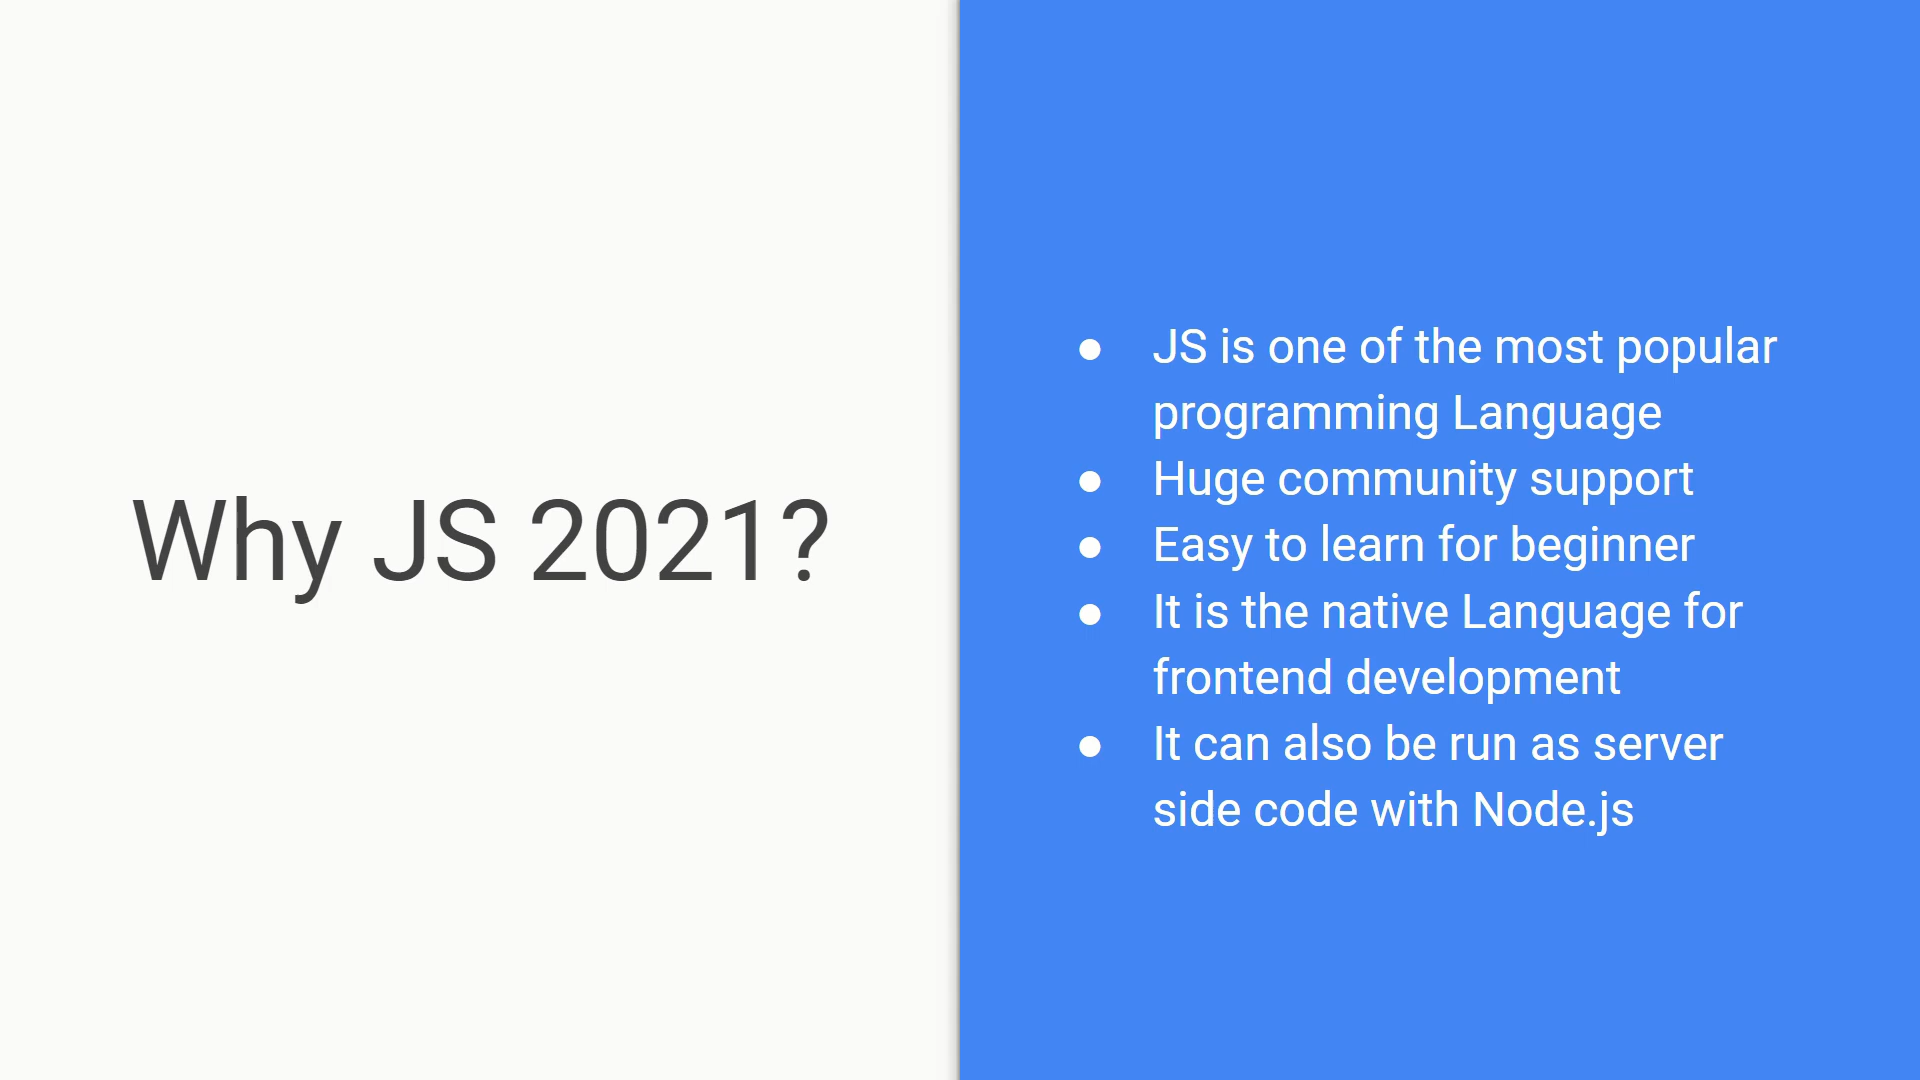 Why JS 2021?
● JS is one of the most popular
programming Language
● Huge community support
● Easy to learn for beginner
● It is the native Language for
frontend development
● It can also be run as server
side code with Node.js